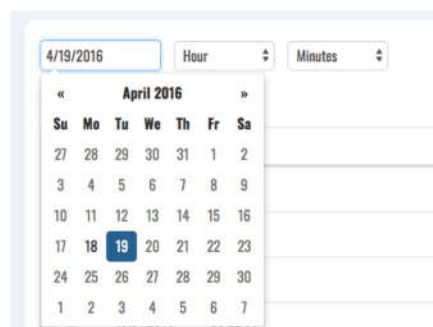 4/19/2016 Hour Minutes
« April 2016 »
Su Mo Tu We Th Fr Sa
27 28 29 30 31 1 2
3 4 5 6 7 8 9
10 11 12 13 14 15 16
17 18 19 20 21 22 23
24 25 26 27 28 29 30
1 2 3 4 5 6 7